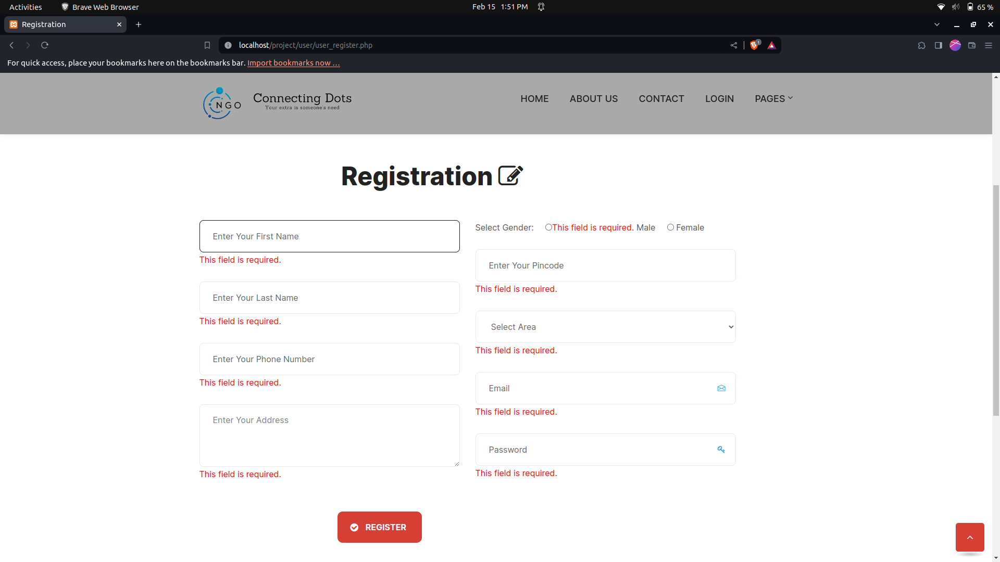 Activities Brave Web Browser Feb 15 1:51 PM 65 %
Registration
localhost/project/user/user_register.php 1
For quick access, place your bookmarks here on the bookmarks bar. Import bookmarks now ...
NGO Connecting Dots
Your extra is someone's need
HOME ABOUT US CONTACT LOGIN PAGES
Registration
Enter Your First Name
This field is required.
Enter Your Last Name
This field is required.
Enter Your Phone Number
This field is required.
Enter Your Address
This field is required.
Select Gender: This field is required. Male Female
Enter Your Pincode
This field is required.
Select Area
This field is required.
Email
This field is required.
Password
This field is required.
REGISTER